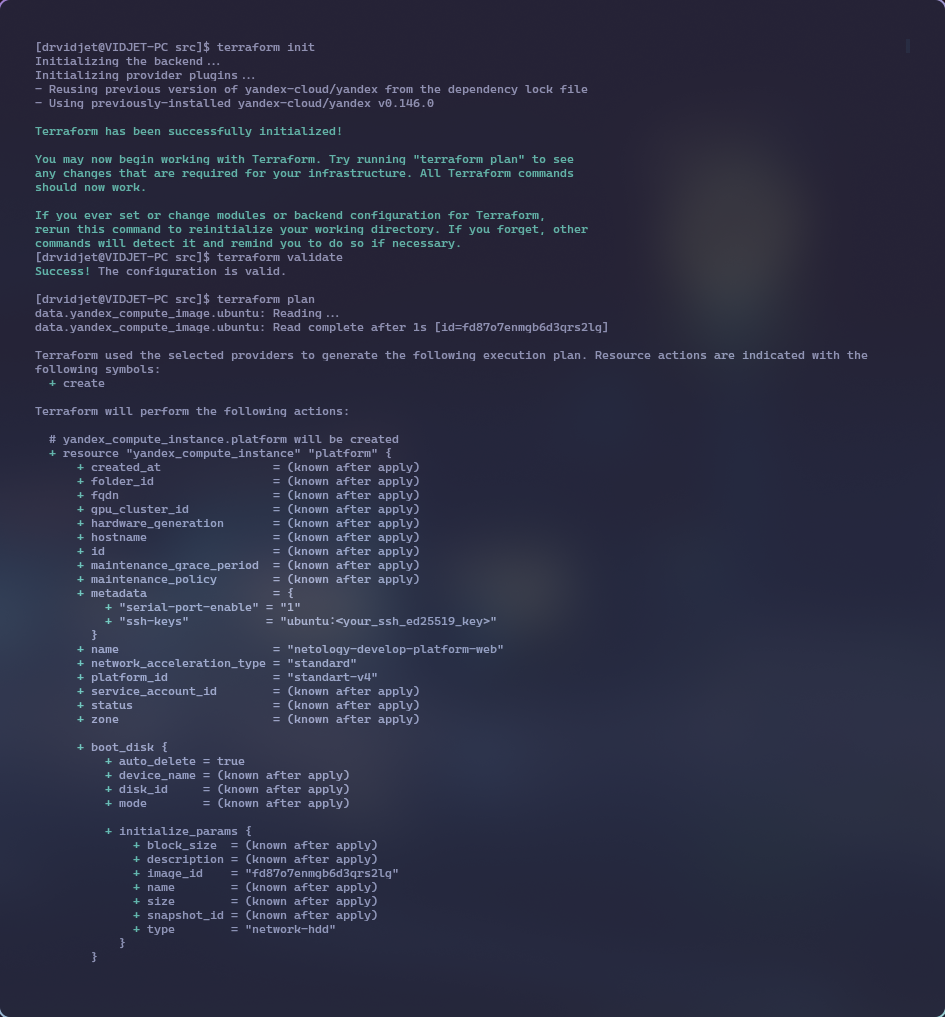 [drvidjet@VIDJET-PC src]$ terraform init
Initializing the backend...
Initializing provider plugins...
- Reusing previous version of yandex-cloud/yandex from the dependency lock file
- Using previously-installed yandex-cloud/yandex v0.146.0
Terraform has been successfully initialized!
You may now begin working with Terraform. Try running "terraform plan" to see
any changes that are required for your infrastructure. All Terraform commands
should now work.
If you ever set or change modules or backend configuration for Terraform,
rerun this command to reinitialize your working directory. If you forget, other
commands will detect it and remind you to do so if necessary.
[drvidjet@VIDJET-PC src]$ terraform validate
Success! The configuration is valid.
[drvidjet@VIDJET-PC src]$ terraform plan
data.yandex_compute_image.ubuntu: Reading...
data.yandex_compute_image.ubuntu: Read complete after 1s [id=fd87o7enmgb6d3qrs2lg]
Terraform used the selected providers to generate the following execution plan. Resource actions are indicated with the
following symbols:
  + create
Terraform will perform the following actions:
  # yandex_compute_instance.platform will be created
  + resource "yandex_compute_instance" "platform" {
      + created_at                = (known after apply)
      + folder_id                 = (known after apply)
      + fqdn                      = (known after apply)
      + gpu_cluster_id            = (known after apply)
      + hardware_generation       = (known after apply)
      + hostname                  = (known after apply)
      + id                        = (known after apply)
      + maintenance_grace_period  = (known after apply)
      + maintenance_policy        = (known after apply)
      + metadata                  = {
          + "serial-port-enable" = "1"
          + "ssh-keys"           = "ubuntu:<your_ssh_ed25519_key>"
        }
      + name                      = "netology-develop-platform-web"
      + network_acceleration_type = "standard"
      + platform_id               = "standart-v4"
      + service_account_id        = (known after apply)
      + status                    = (known after apply)
      + zone                      = (known after apply)
      + boot_disk {
          + auto_delete = true
          + device_name = (known after apply)
          + disk_id     = (known after apply)
          + mode        = (known after apply)
          + initialize_params {
              + block_size  = (known after apply)
              + description = (known after apply)
              + image_id    = "fd87o7enmgb6d3qrs2lg"
              + name        = (known after apply)
              + size        = (known after apply)
              + snapshot_id = (known after apply)
              + type        = "network-hdd"
            }
        }